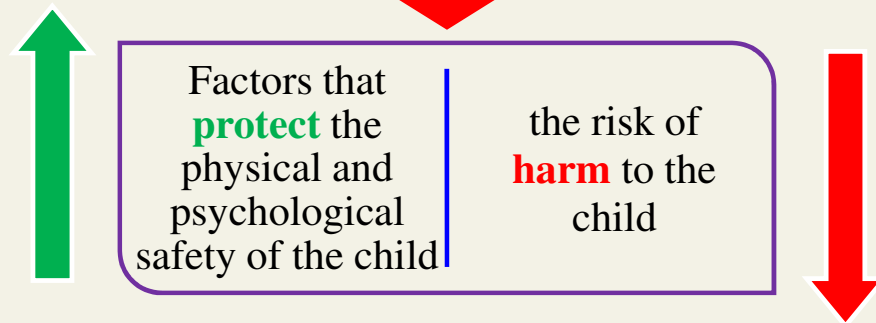 Factors that
protect the
physical and
psychological
safety of the child
the risk of
harm to the
child